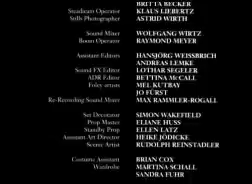 BRITTA BECKER
Steadicam Operator KLAUS LIEBERTZ
Stills Photographer ASTRID WIRTH
Sound Mixer WOLFGANG WIRTZ
Boom Operator RAYMOND MEYER
Assistant Editors HANSJÖRG WEISSBRICH
ANDREAS LEMKE
Sound FX Editor LOTHAR SEGELER
ADR Editor BETTINA McCALL
Foley artists MEL KUTBAY
JO FÜRST
Re-Recording Sound Mixer MAX RAMMLER-ROGALL
Set Decorator SIMON WAKEFIELD
Prop Master ELIANE HUSS
Standby Prop ELLEN LATZ
Assistant Art Director HEIKE JÖDICKE
Scenic Artist RUDOLPH REINSTADLER
Costume Assistant BRIAN COX
Wardrobe MARTINA SCHALL
SANDRA FUHR